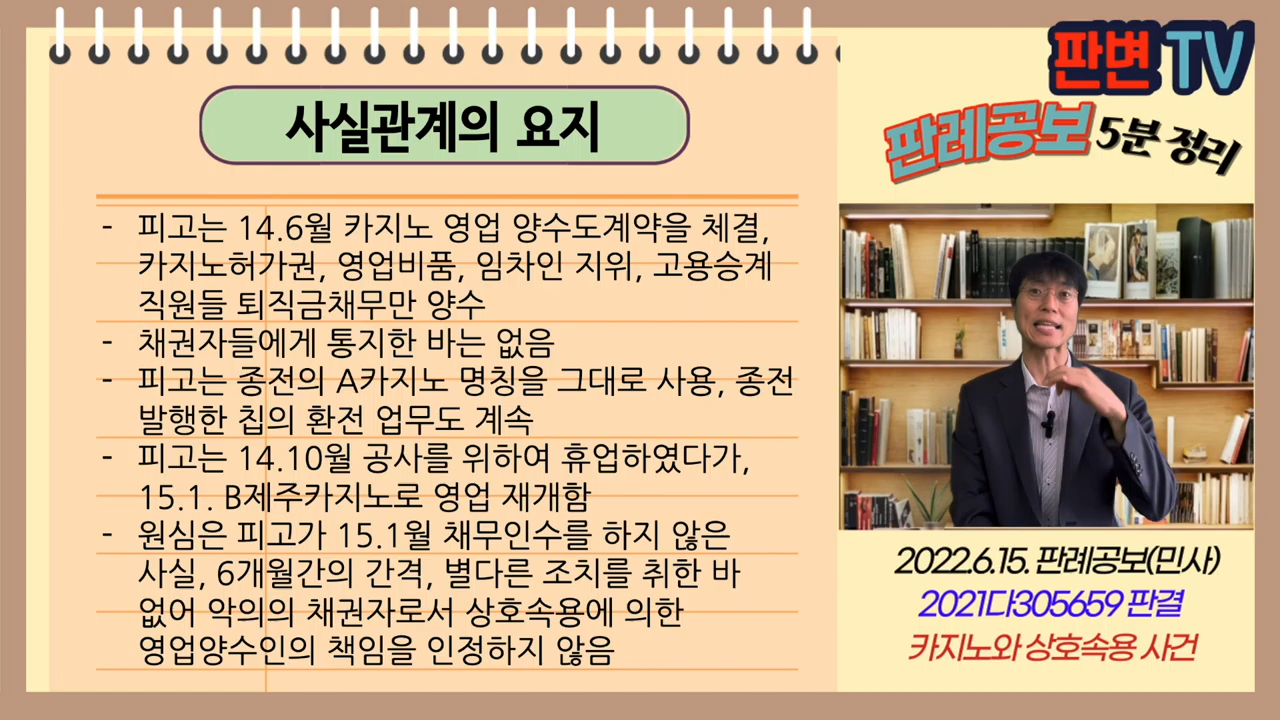 판변 TV
판례공보 5분 정리
사실관계의 요지
- 피고는 14.6월 카지노 영업 양수도계약을 체결,
카지노허가권, 영업비품, 임차인 지위, 고용승계
직원들 퇴직금채무만 양수
- 채권자들에게 통지한 바는 없음
- 피고는 종전의 A카지노 명칭을 그대로 사용, 종전
발행한 칩의 환전 업무도 계속
- 피고는 14.10월 공사를 위하여 휴업하였다가,
15.1. B제주카지노로 영업 재개함
- 원심은 피고가 15.1월 채무인수를 하지 않은
사실, 6개월간의 간격, 별다른 조치를 취한 바
없어 악의의 채권자로서 상호속용에 의한
영업양수인의 책임을 인정하지 않음
2022.6.15. 판례공보(민사)
2021다305659 판결
카지노와 상호속용 사건